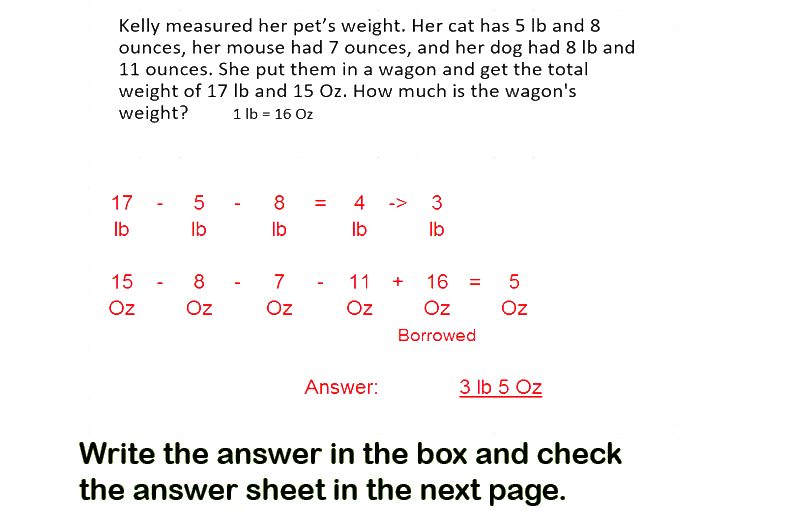 Kelly measured her pet’s weight. Her cat has 5 lb and 8
ounces, her mouse had 7 ounces, and her dog had 8 lb and
11 ounces. She put them in a wagon and get the total
weight of 17 lb and 15 Oz. How much is the wagon's
weight? 1 lb = 16 Oz
17 - 5 - 8 = 4 -> 3
lb lb lb lb lb
15 - 8 - 7 - 11 + 16 = 5
Oz Oz Oz Oz Oz Oz
Borrowed
Answer: 3 lb 5 Oz
Write the answer in the box and check
the answer sheet in the next page.